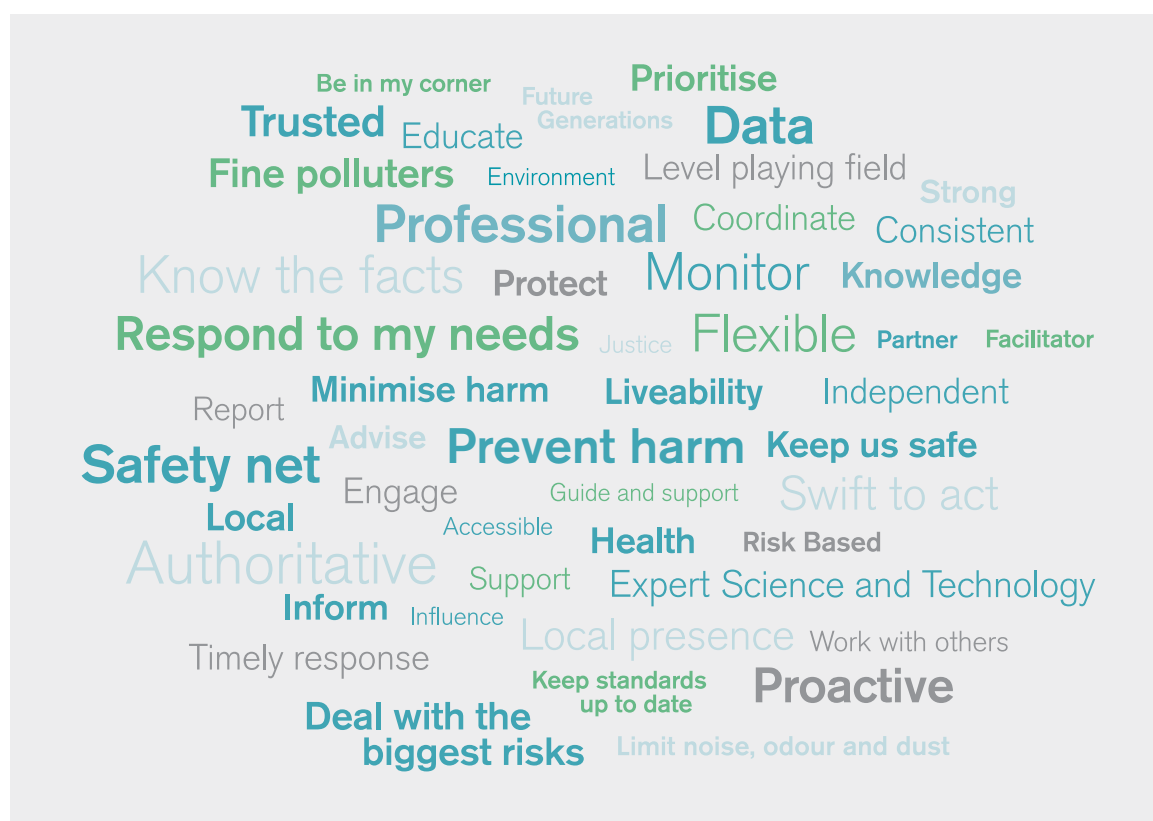 Be in my corner
Future
Generations
Prioritise
Trusted
Educate
Data
Fine polluters
Environment
Level playing field
Strong
Professional
Coordinate
Consistent
Know the facts
Protect
Monitor
Knowledge
Respond to my needs
Justice
Flexible
Partner
Facilitator
Report
Minimise harm
Liveability
Independent
Safety net
Advise
Prevent harm
Keep us safe
Engage
Guide and support
Swift to act
Local
Accessible
Health
Risk Based
Authoritative
Support
Expert Science and Technology
Inform
Influence
Local presence
Work with others
Timely response
Keep standards
up to date
Proactive
Deal with the
biggest risks
Limit noise, odour and dust